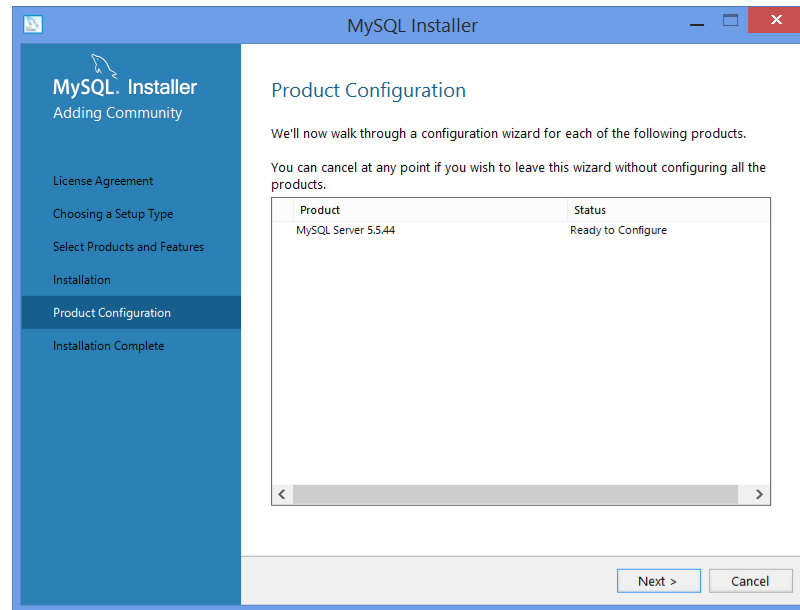 MySQL Installer
MySQL. Installer
Adding Community
License Agreement
Choosing a Setup Type
Select Products and Features
Installation
Product Configuration
Installation Complete
Product Configuration
We'll now walk through a configuration wizard for each of the following products.
You can cancel at any point if you wish to leave this wizard without configuring all the
products.
Product Status
MySQL Server 5.5.44 Ready to Configure
Next > Cancel